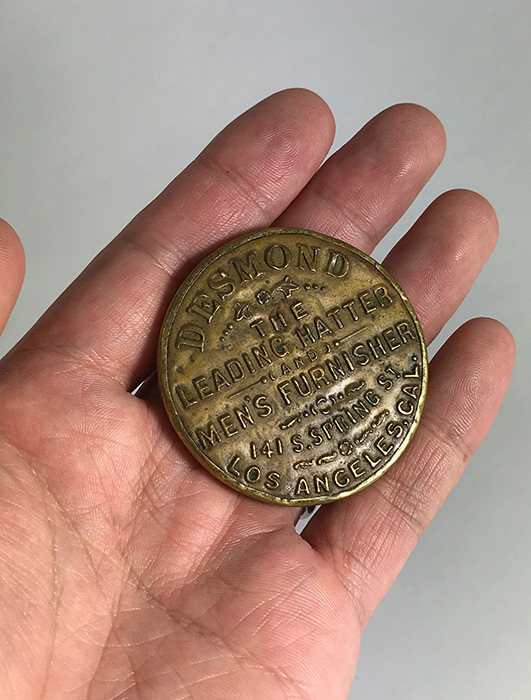 DESMOND
THE
LEADING HATTER
AND
MEN'S FURNISHER
141 S. SPRING ST.
LOS ANGELES, CAL.